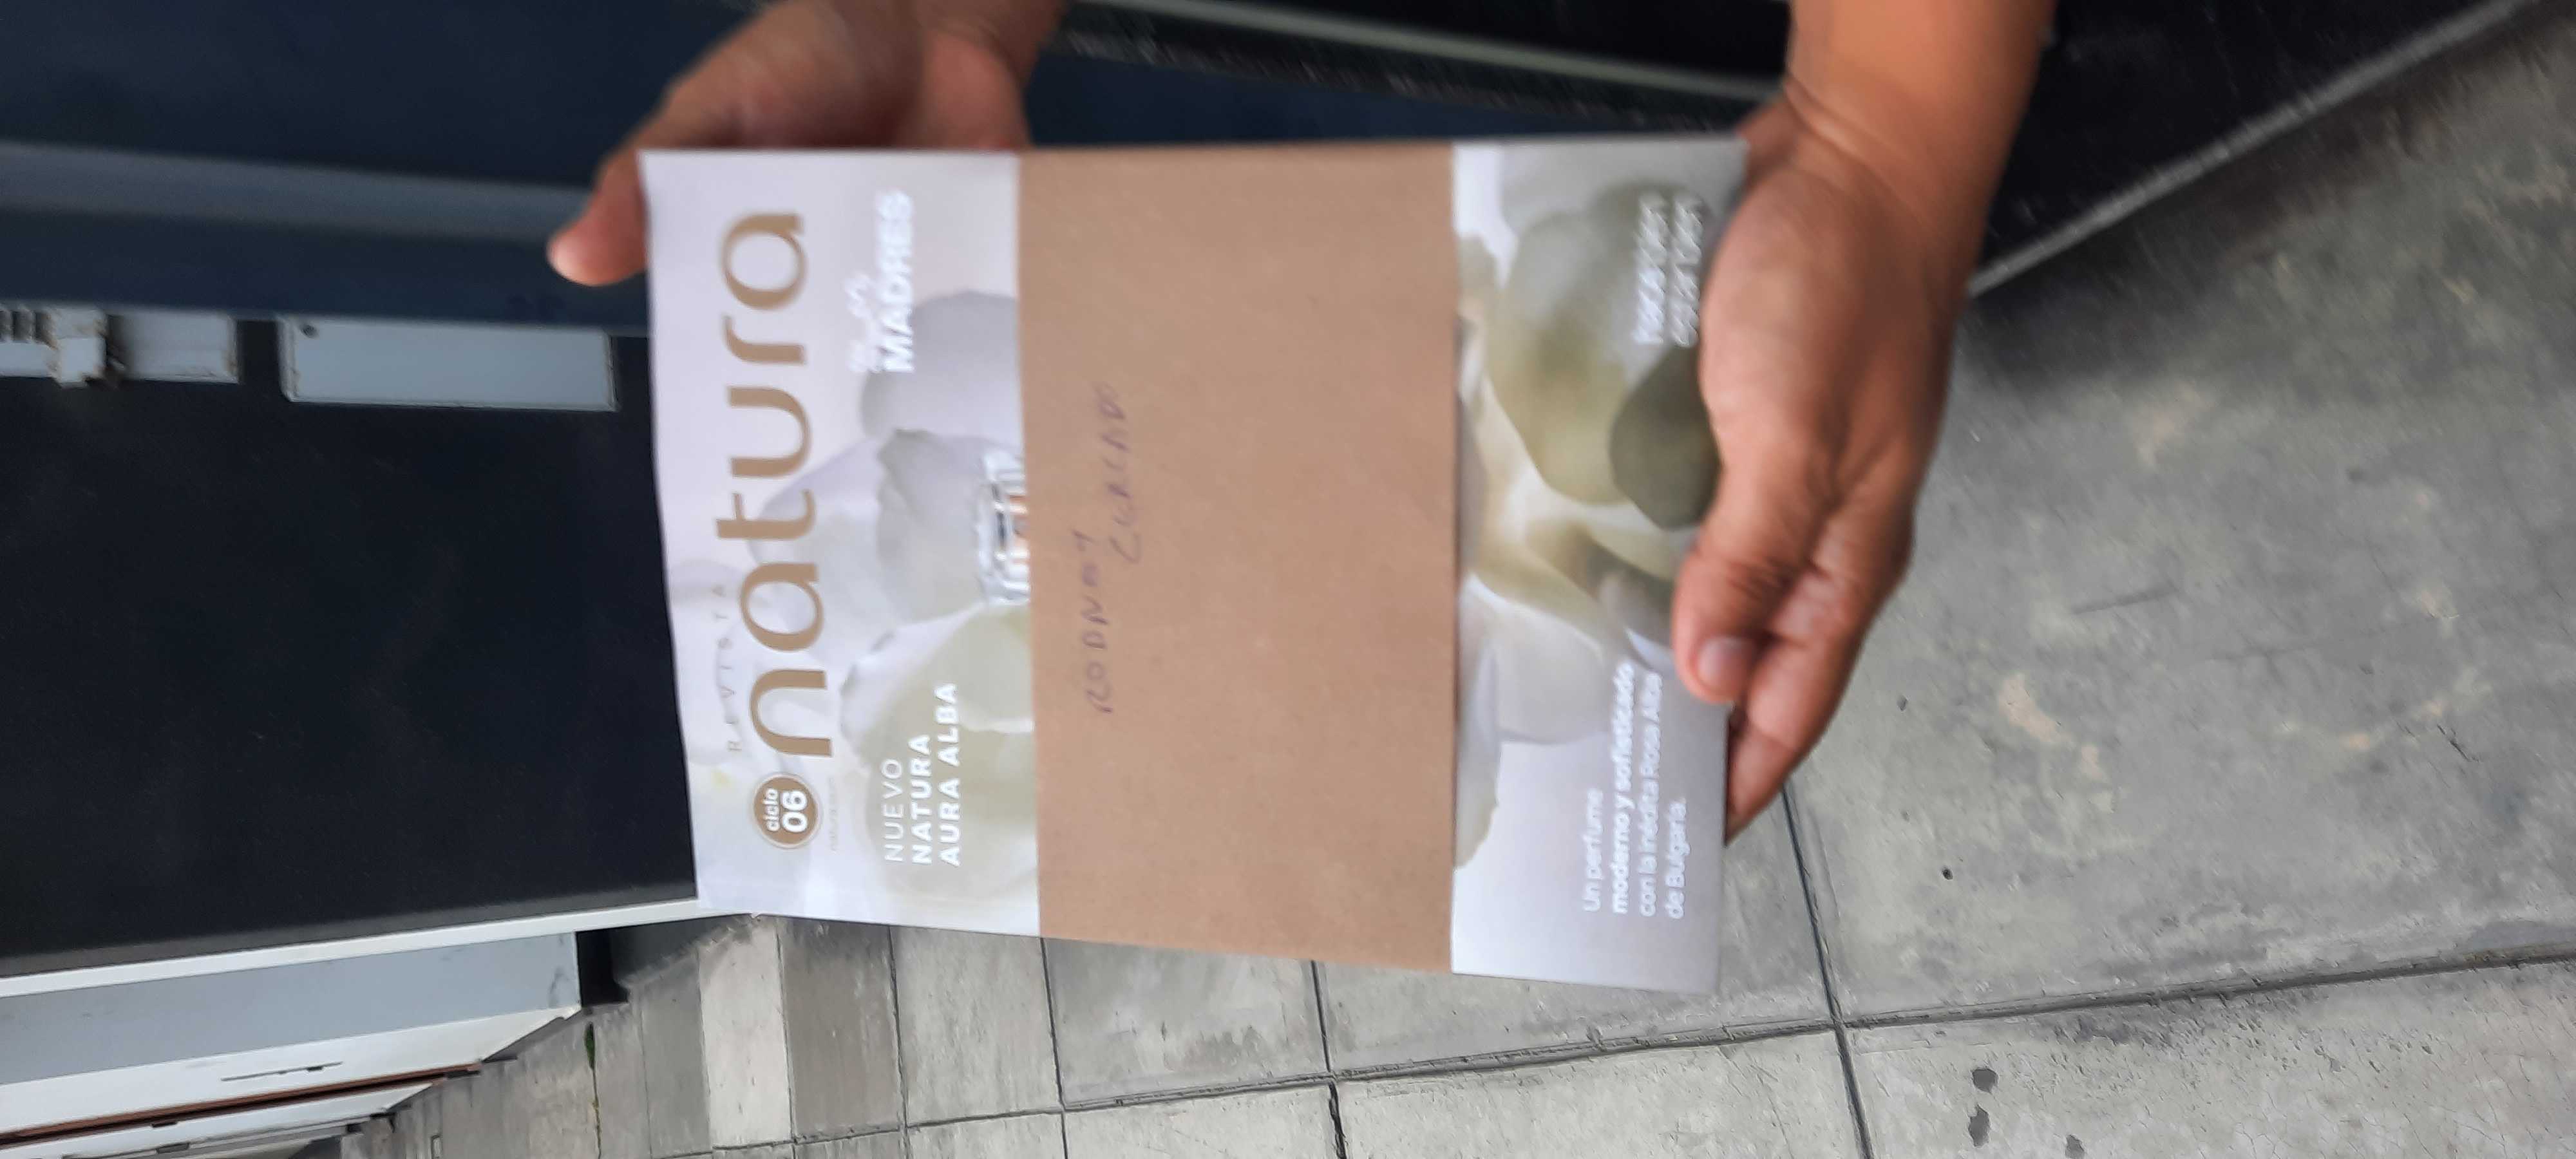 REVISTA
natura
ciclo
06
MADRES
NUEVO
NATURA
AURA ALBA
RODNEY
Un perfume
moderno y sofisticado
con la inédita Rosa Alba
de Bulgaria.